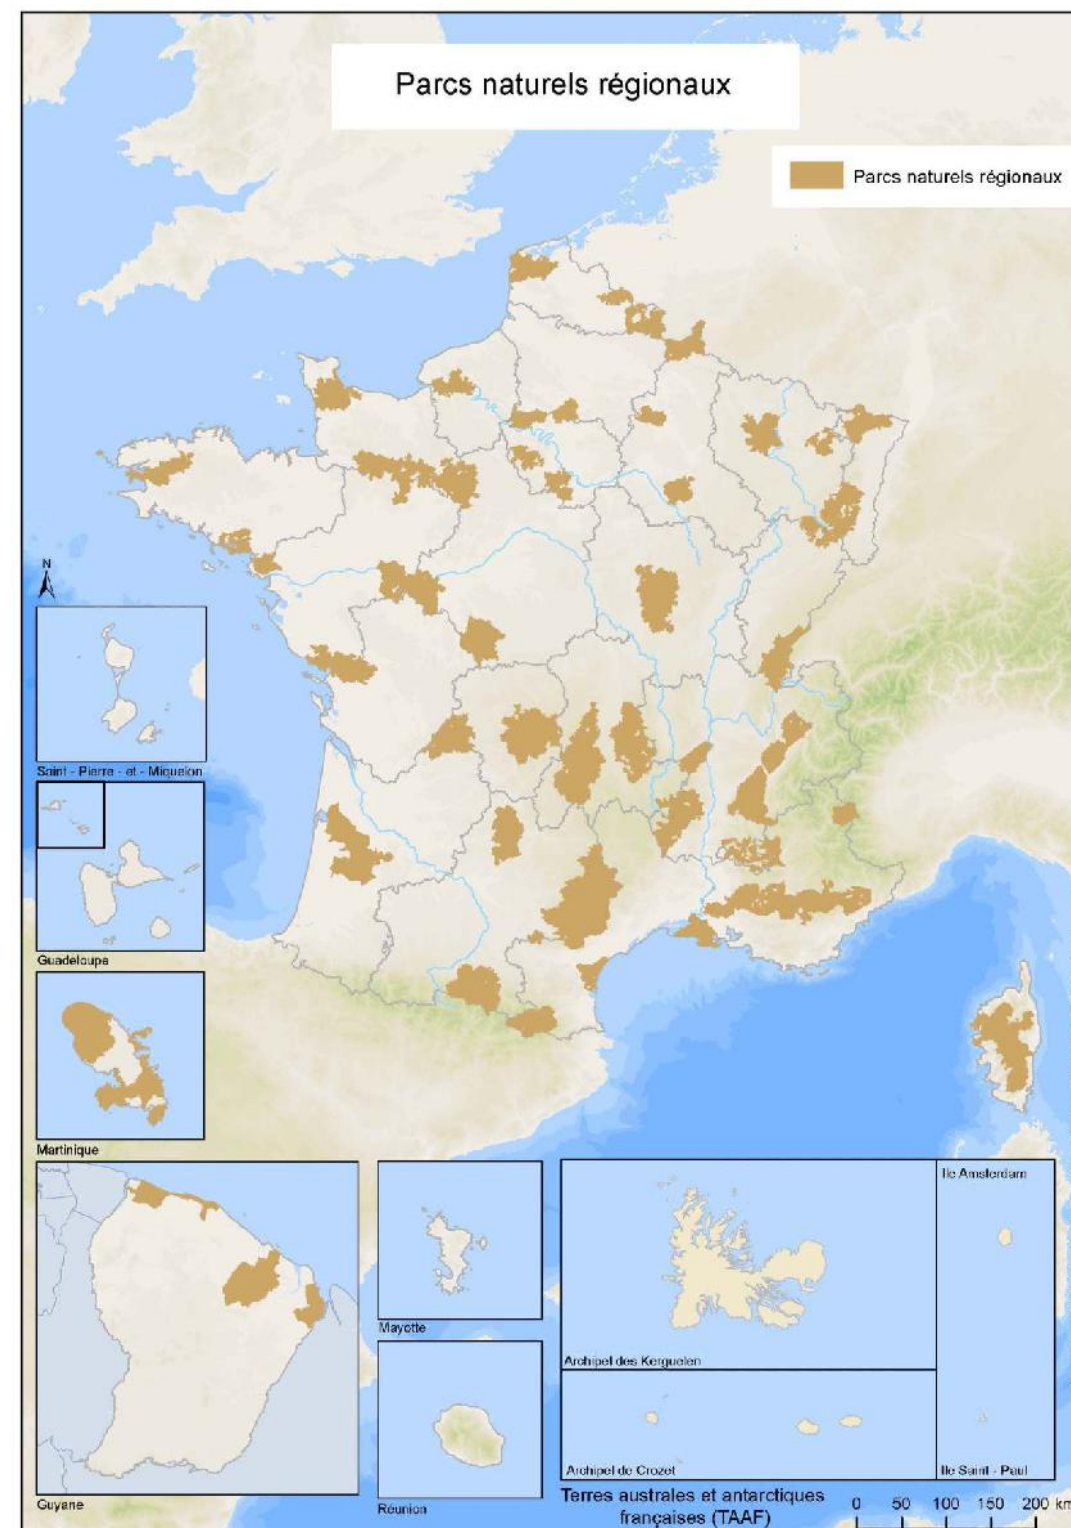 Parcs naturels régionaux
Parcs naturels régionaux
N
Saint - Pierre - et - Miquelon
Guadeloupe
Martinique
Guyane
Mayotte
Réunion
Archipel des Kerguelen
Ile Amsterdam
Archipel de Crozet
Ile Saint - Paul
Terres australes et antarctiques
françaises (TAAF)
0 50 100 150 200 km